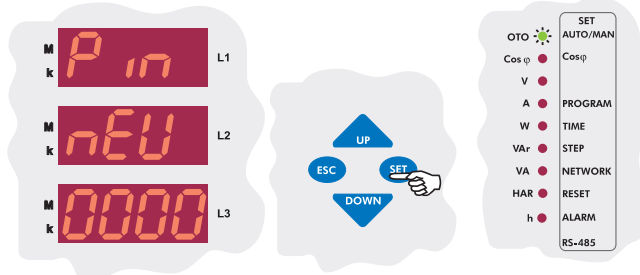 M
k
P in
L1
M
k
nEU
L2
M
k
0000
L3
UP
ESC
SET
DOWN
SET
OTO AUTO/MAN
Cos φ Cosφ
V
A PROGRAM
W TIME
VAr STEP
VA NETWORK
HAR RESET
h ALARM
RS-485